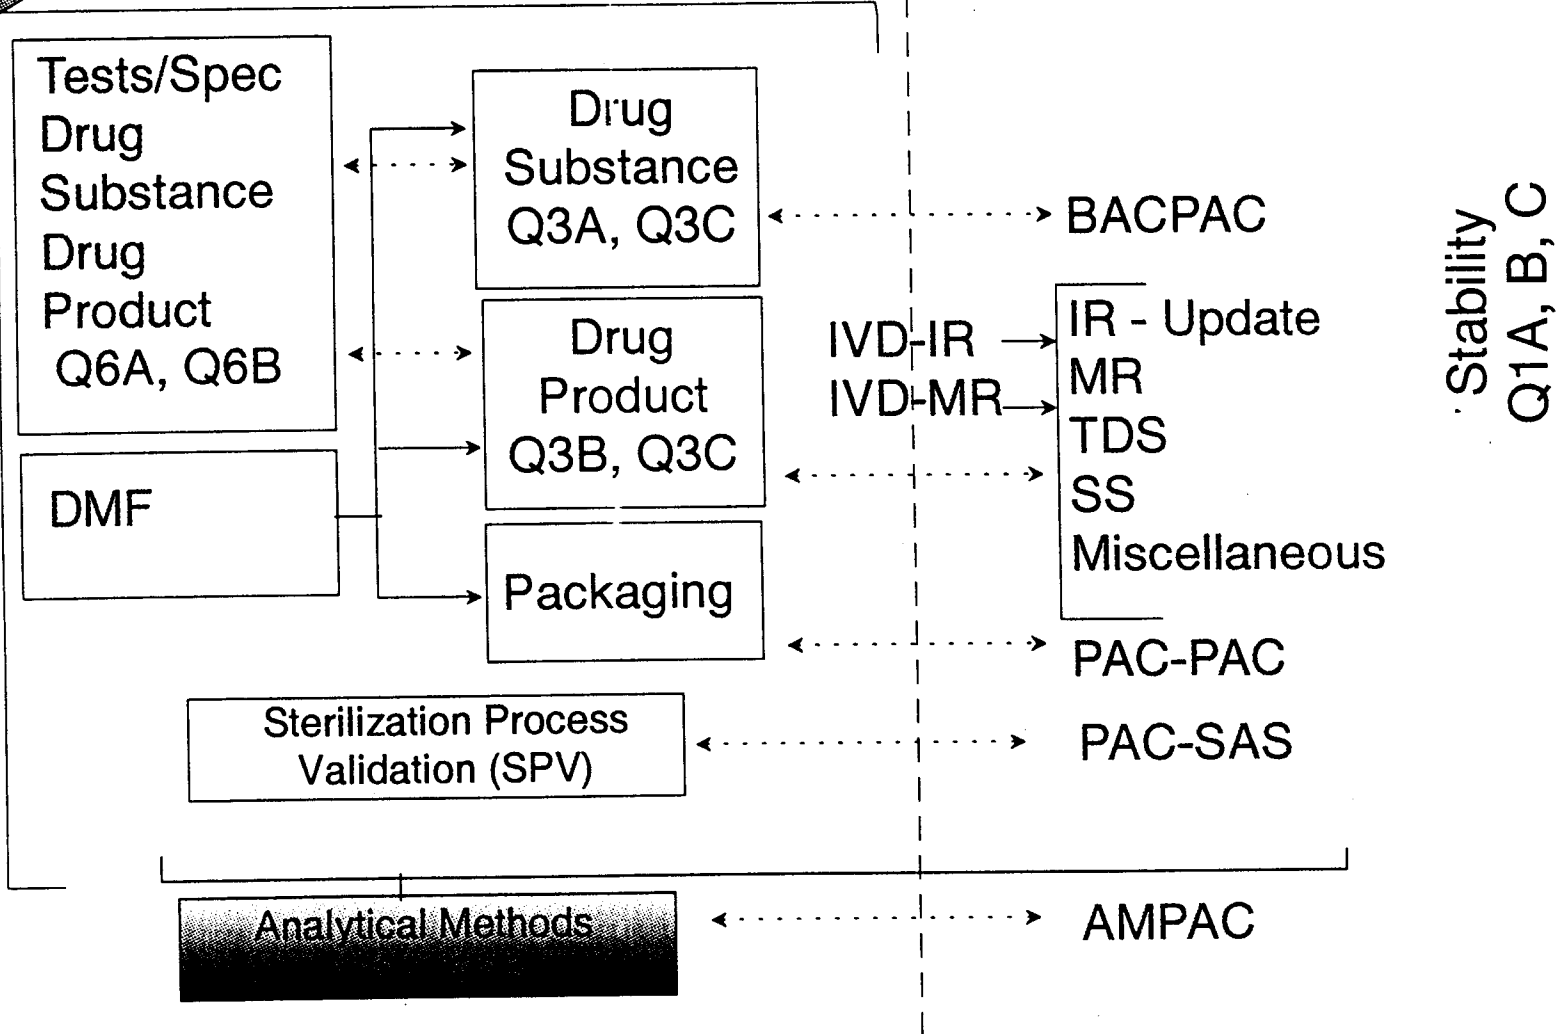 Tests/Spec
Drug
Substance
Drug
Product
Q6A, Q6B
DMF
Drug
Substance
Q3A, Q3C
Drug
Product
Q3B, Q3C
Packaging
Sterilization Process
Validation (SPV)
Analytical Methods
BACPAC
IVD-IR
IVD-MR
IR - Update
MR
TDS
SS
Miscellaneous
PAC-PAC
PAC-SAS
AMPAC
Stability
Q1A, B, C